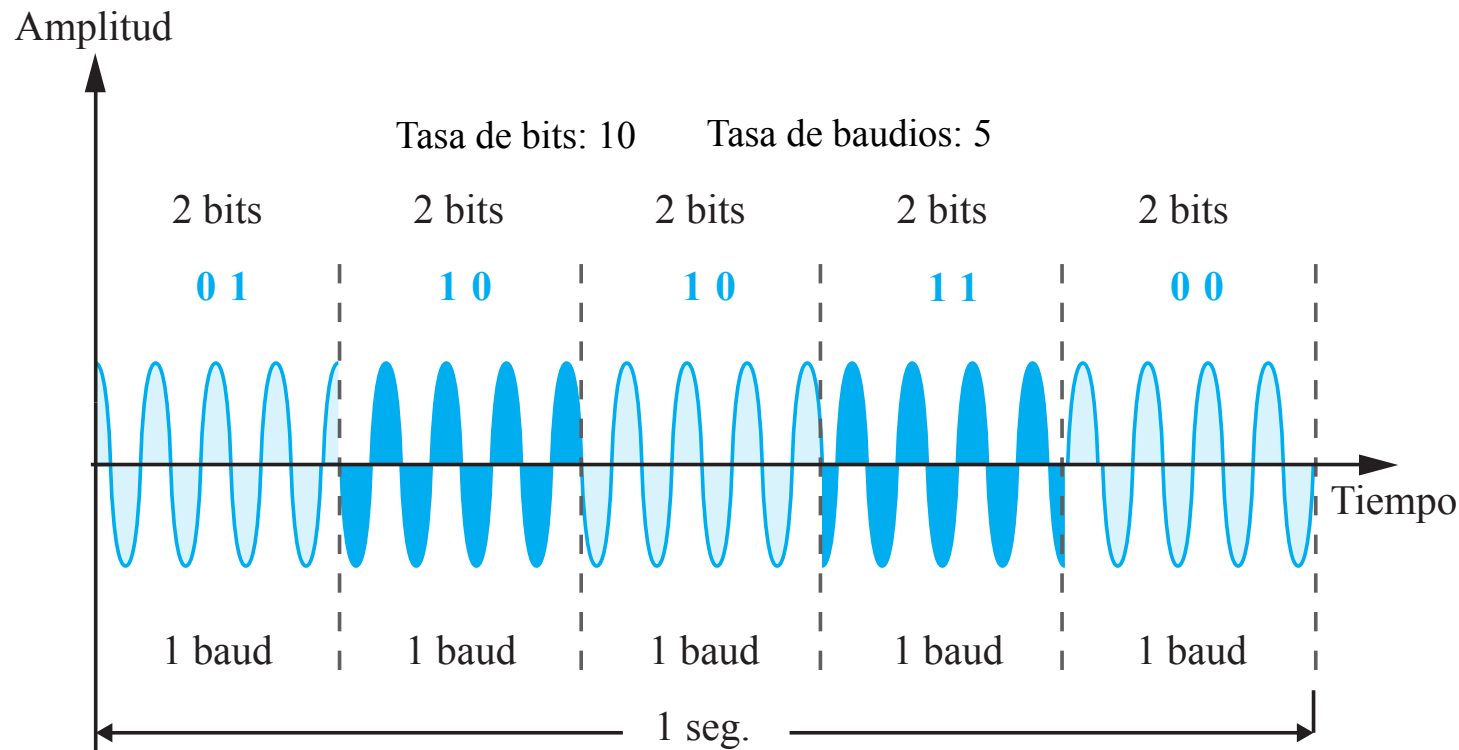 Amplitud
Tasa de bits: 10 Tasa de baudios: 5
2 bits 2 bits 2 bits 2 bits 2 bits
0 1 1 0 1 0 1 1 0 0
Tiempo
1 baud 1 baud 1 baud 1 baud 1 baud
1 seg.